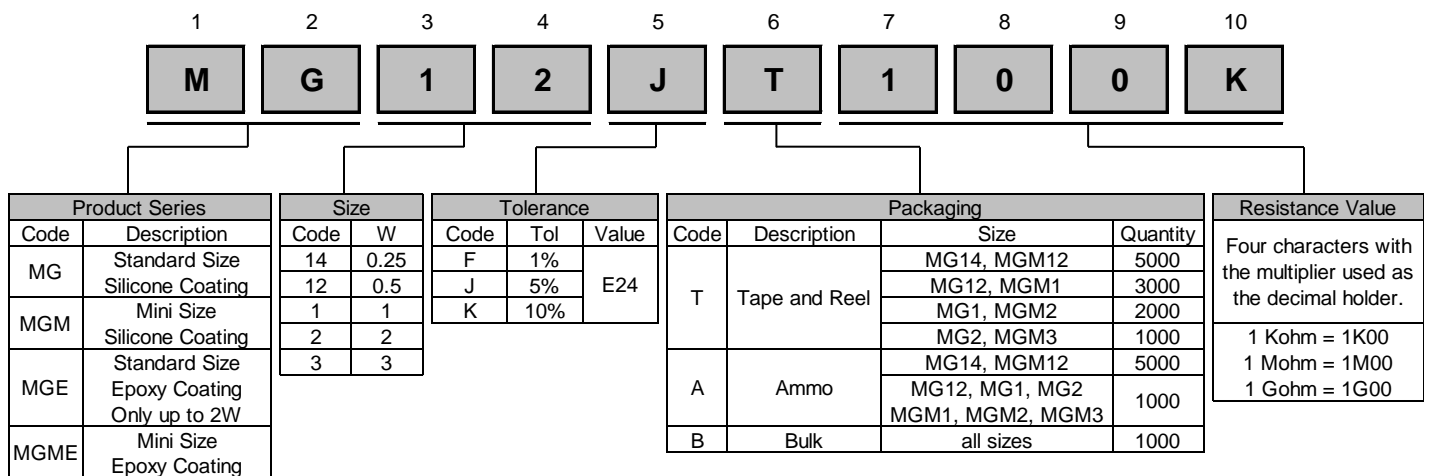 1 2 3 4 5 6 7 8 9 10
M G 1 2 J T 1 0 0 K
Product Series
Code Description
MG Standard Size
Silicone Coating
MGM Mini Size
Silicone Coating
MGE Standard Size
Epoxy Coating
Only up to 2W
MGME Mini Size
Epoxy Coating
Size
Code W
14 0.25
12 0.5
1 1
2 2
3 3
Tolerance
Code Tol Value
F 1% E24
J 5%
K 10%
Packaging
Code Description Size Quantity
T Tape and Reel MG14, MGM12 5000
MG12, MGM1 3000
MG1, MGM2 2000
MG2, MGM3 1000
A Ammo MG14, MGM12 5000
MG12, MG1, MG2 1000
MGM1, MGM2, MGM3
B Bulk all sizes 1000
Resistance Value
Four characters with
the multiplier used as
the decimal holder.
1 Kohm = 1K00
1 Mohm = 1M00
1 Gohm = 1G00